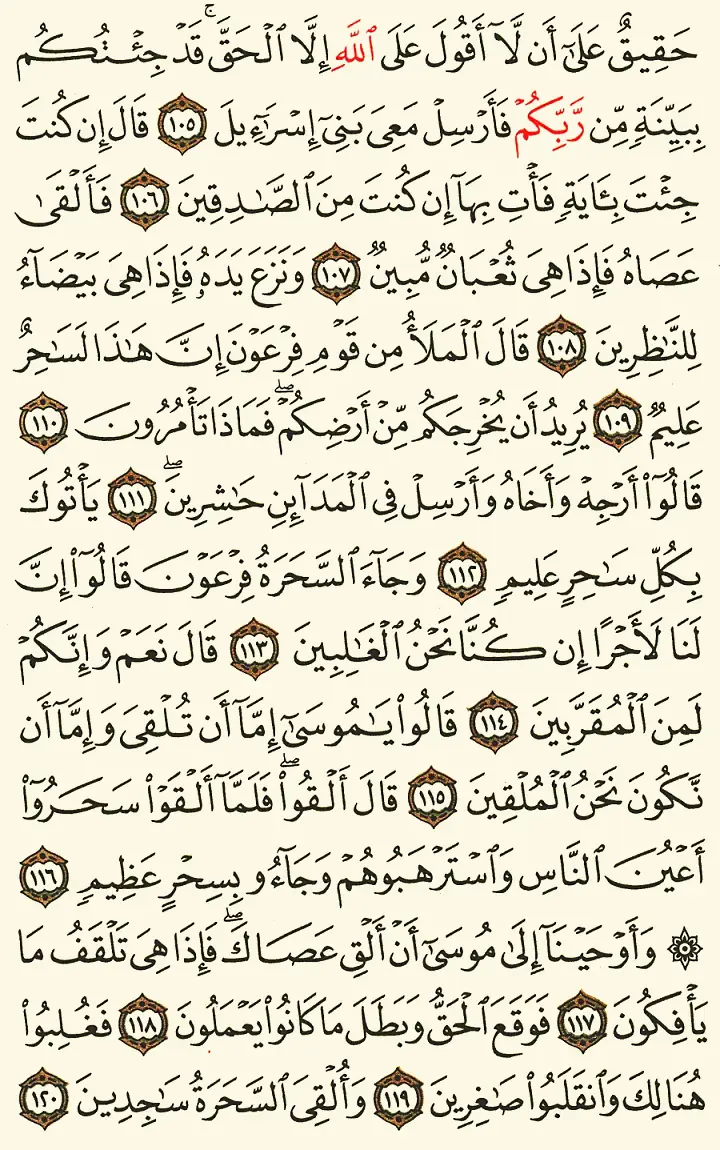 حَقِيقٌ عَلَىٰٓ أَن لَّآ أَقُولَ عَلَى ٱللَّهِ إِلَّا ٱلْحَقَّ ۚ قَدْ جِئْتُكُم
بِبَيِّنَةٍ مِّن رَّبِّكُمْ فَأَرْسِلْ مَعِىَ بَنِىٓ إِسْرَٰٓءِيلَ ١٠٥ قَالَ إِن كُنتَ
جِئْتَ بِـَٔايَةٍ فَأْتِ بِهَآ إِن كُنتَ مِنَ ٱلصَّـٰدِقِينَ ١٠٦ فَأَلْقَىٰ
عَصَاهُ فَإِذَا هِىَ ثُعْبَانٌ مُّبِينٌ ١٠٧ وَنَزَعَ يَدَهُۥ فَإِذَا هِىَ بَيْضَآءُ
لِلنَّـٰظِرِينَ ١٠٨ قَالَ ٱلْمَلَأُ مِن قَوْمِ فِرْعَوْنَ إِنَّ هَـٰذَا لَسَـٰحِرٌ
عَلِيمٌ ١٠٩ يُرِيدُ أَن يُخْرِجَكُم مِّنْ أَرْضِكُمْ ۖ فَمَاذَا تَأْمُرُونَ ١١٠
قَالُوٓا۟ أَرْجِهْ وَأَخَاهُ وَأَرْسِلْ فِى ٱلْمَدَآئِنِ حَـٰشِرِينَ ۖ ١١١ يَأْتُوكَ
بِكُلِّ سَـٰحِرٍ عَلِيمٍ ١١٢ وَجَآءَ ٱلسَّحَرَةُ فِرْعَوْنَ قَالُوٓا۟ إِنَّ
لَنَا لَأَجْرًا إِن كُنَّا نَحْنُ ٱلْغَـٰلِبِينَ ١١٣ قَالَ نَعَمْ وَإِنَّكُمْ
لَمِنَ ٱلْمُقَرَّبِينَ ١١٤ قَالُوا۟ يَـٰمُوسَىٰٓ إِمَّآ أَن تُلْقِىَ وَإِمَّآ أَن
نَّكُونَ نَحْنُ ٱلْمُلْقِينَ ١١٥ قَالَ أَلْقُوا۟ ۖ فَلَمَّآ أَلْقَوْا۟ سَحَرُوٓا۟
أَعْيُنَ ٱلنَّاسِ وَٱسْتَرْهَبُوهُمْ وَجَآءُو بِسِحْرٍ عَظِيمٍ ١١٦
۞ وَأَوْحَيْنَآ إِلَىٰ مُوسَىٰٓ أَنْ أَلْقِ عَصَاكَ ۖ فَإِذَا هِىَ تَلْقَفُ مَا
يَأْفِكُونَ ١١٧ فَوَقَعَ ٱلْحَقُّ وَبَطَلَ مَا كَانُوا۟ يَعْمَلُونَ ١١٨ فَغُلِبُوا۟
هُنَالِكَ وَٱنقَلَبُوا۟ صَـٰغِرِينَ ١١٩ وَأُلْقِىَ ٱلسَّحَرَةُ سَـٰجِدِينَ ١٢٠